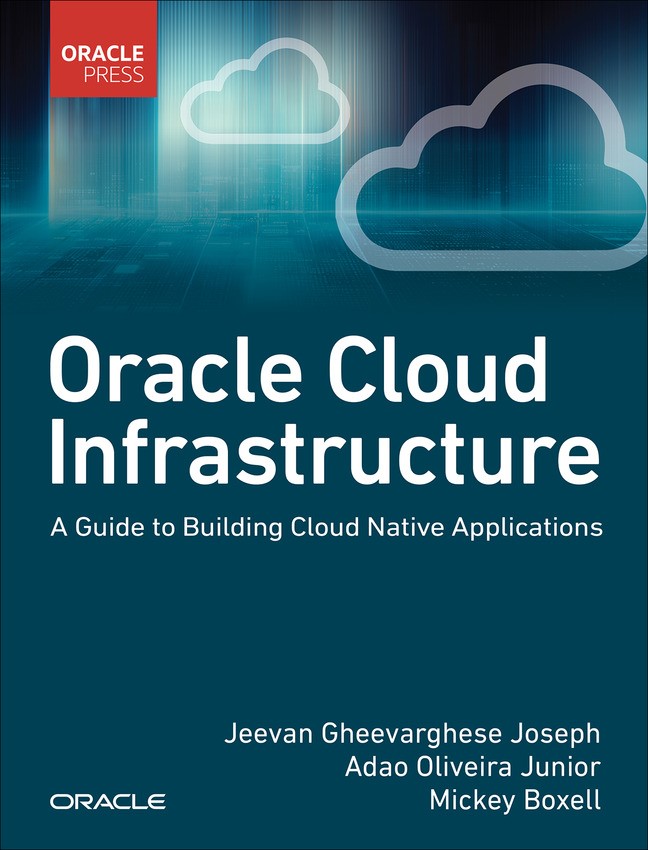 ORACLE
PRESS
Oracle Cloud
Infrastructure
A Guide to Building Cloud Native Applications
Jeevan Gheevarghese Joseph
Adao Oliveira Junior
Mickey Boxell
ORACLE